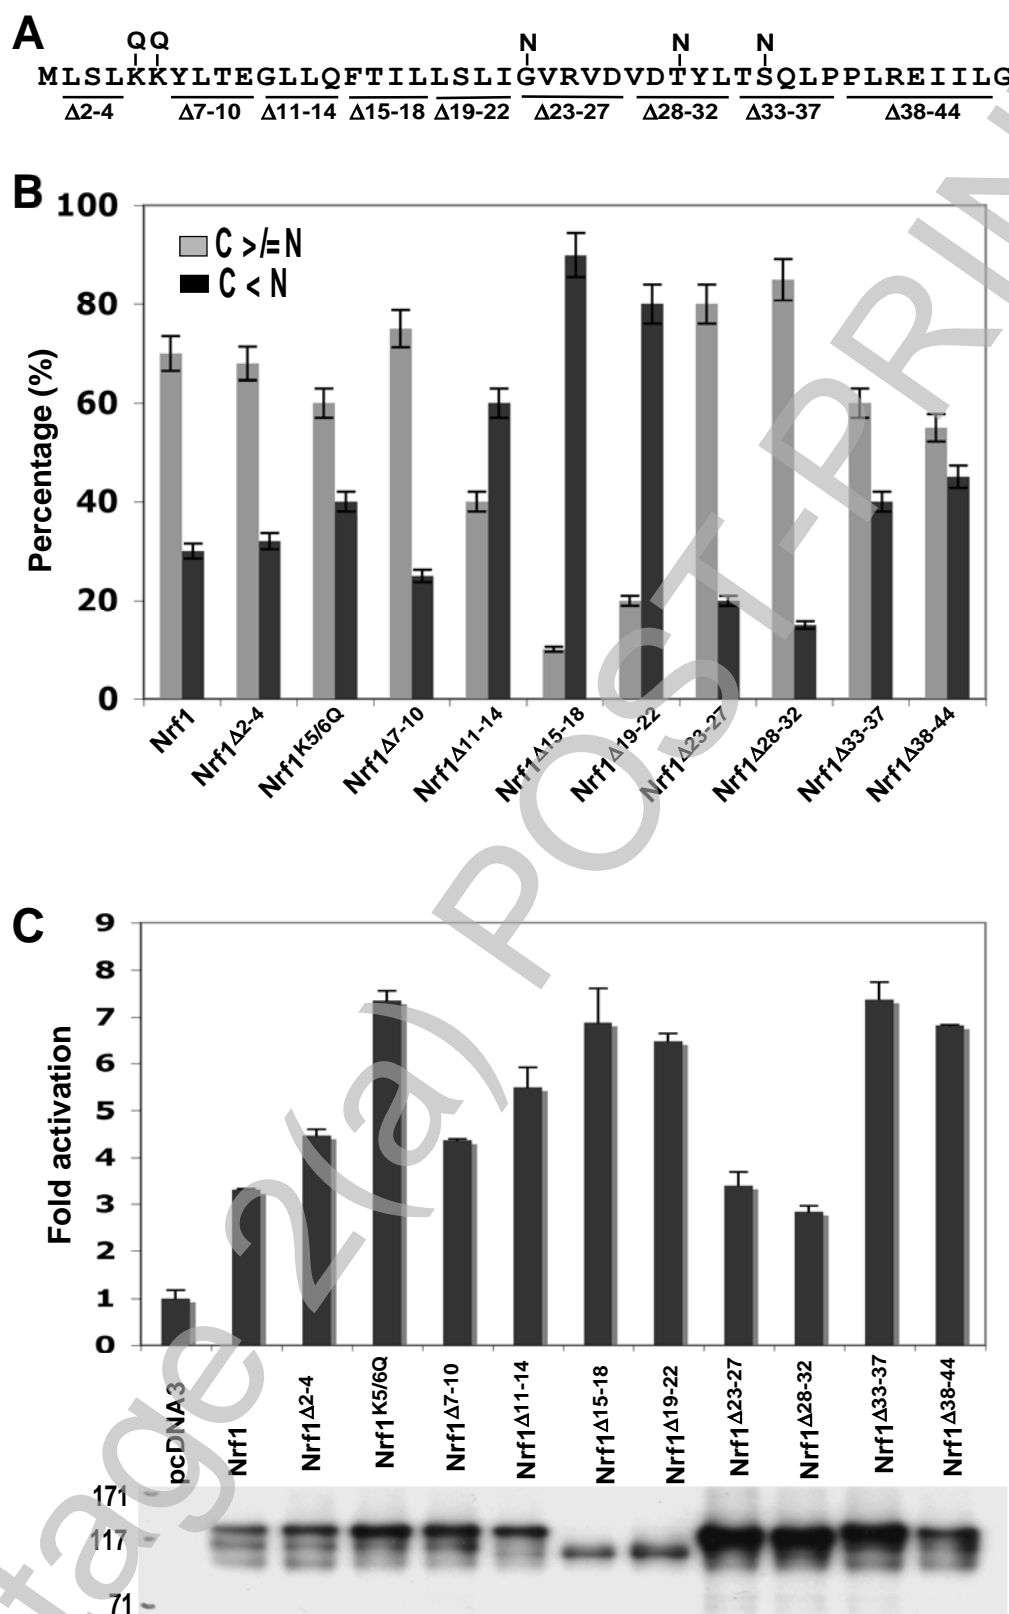 A
Q Q N N N
MLSLKKYLTEGLLQFTILLSLIGVRVDVDTYLTSQLPPLREIILG
Δ2-4 Δ7-10 Δ11-14 Δ15-18 Δ19-22 Δ23-27 Δ28-32 Δ33-37 Δ38-44
B
100
80
60
40
20
0
Percentage (%)
C >/= N
C < N
Nrf1 Nrf1Δ2-4 Nrf1K5/6Q Nrf1Δ7-10 Nrf1Δ11-14 Nrf1Δ15-18 Nrf1Δ19-22 Nrf1Δ23-27 Nrf1Δ28-32 Nrf1Δ33-37 Nrf1Δ38-44
C
9
8
7
6
5
4
3
2
1
0
Fold activation
pcDNA3 Nrf1 Nrf1Δ2-4 Nrf1K5/6Q Nrf1Δ7-10 Nrf1Δ11-14 Nrf1Δ15-18 Nrf1Δ19-22 Nrf1Δ23-27 Nrf1Δ28-32 Nrf1Δ33-37 Nrf1Δ38-44
171
117
71
tage 2(a) POST-PRIN